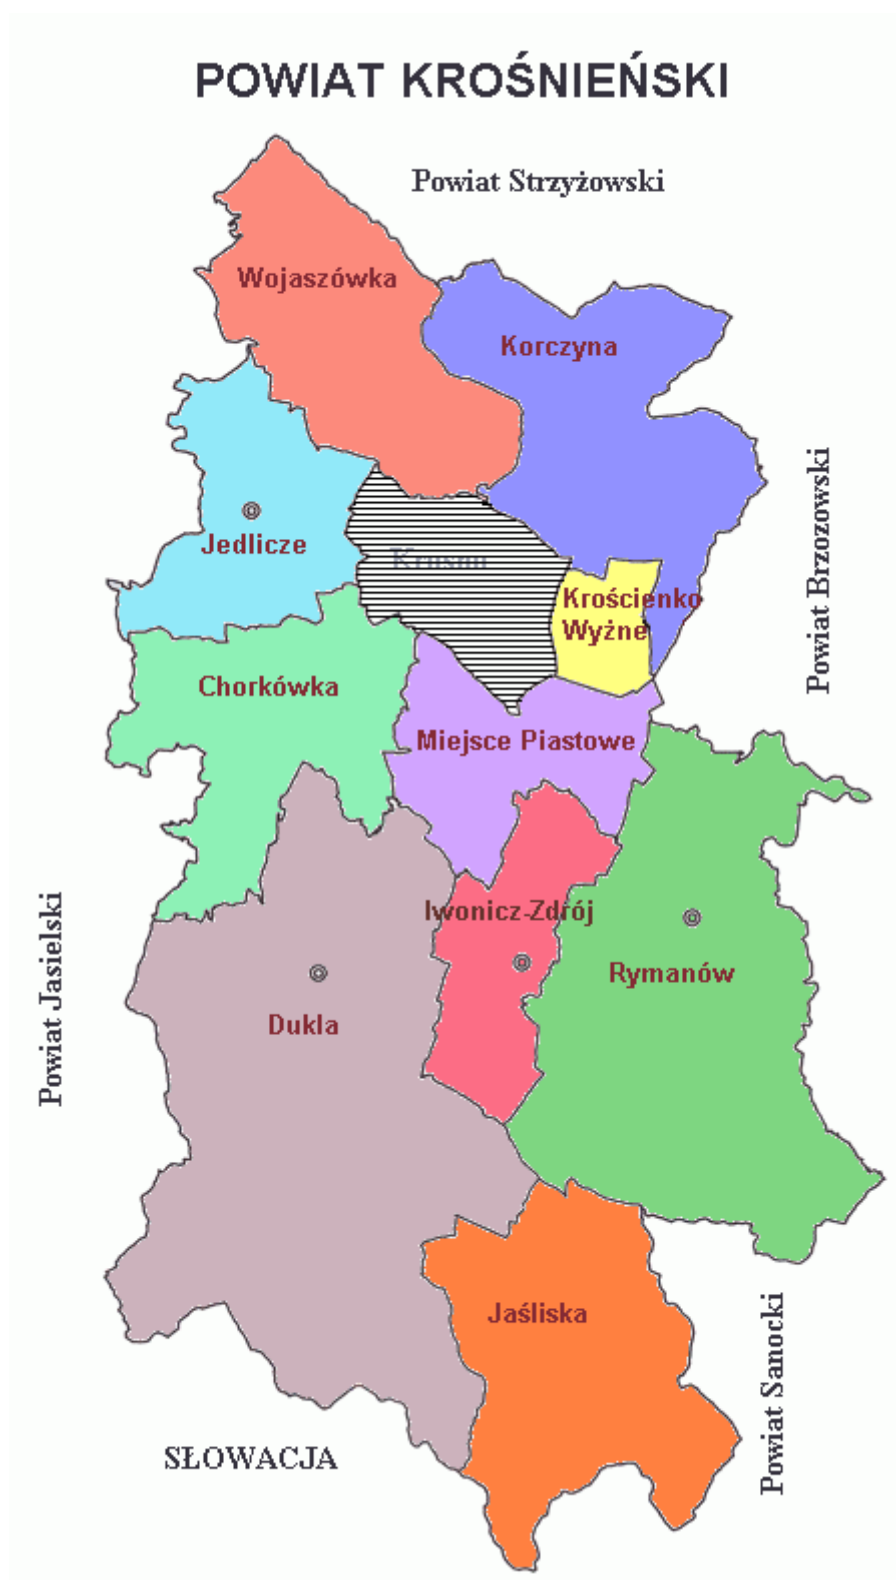 POWIAT KROŚNIEŃSKI
Powiat Strzyżowski
Wojaszówka
Korczyna
Powiat Brzozowski
Jedlicze
Krosno
Krościenko
Wyżne
Chorkówka
Miejsce Piastowe
Iwonicz-Zdrój
Rymanów
Powiat Jasielski
Dukla
Jaśliska
Powiat Sanocki
SŁOWACJA